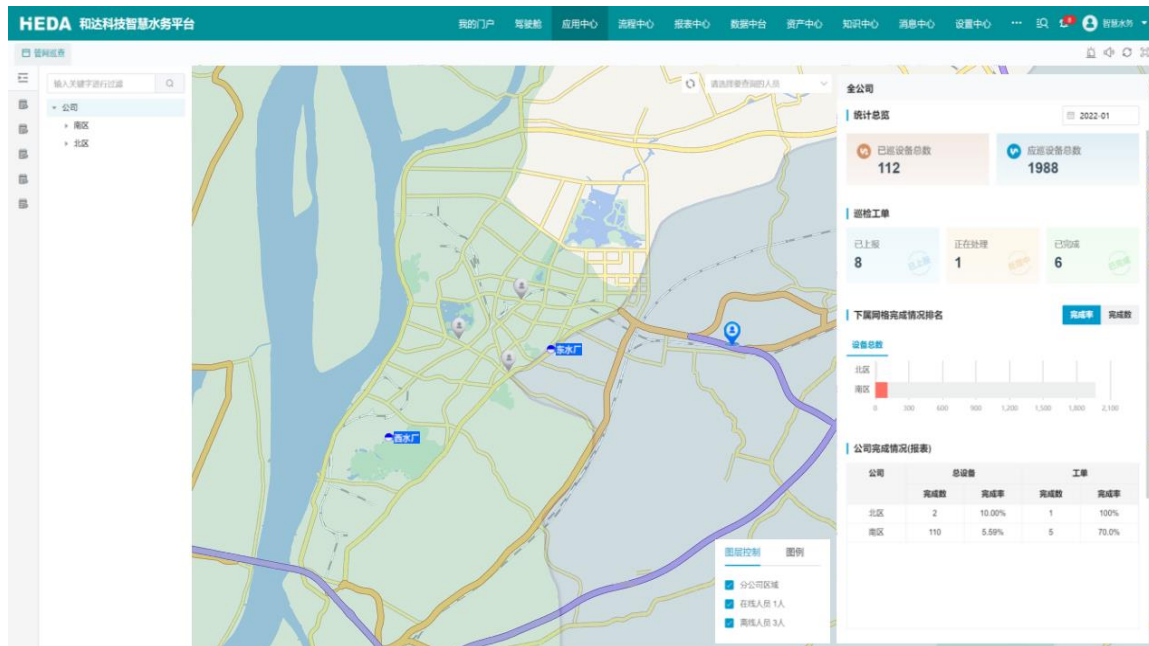 HEDA 和达科技智慧水务平台
我的门户 驾驶舱 应用中心 流程中心 报表中心 数据中台 资产中心 知识中心 消息中心 设置中心 ··· 智慧水务
管网巡查
输入关键字进行过滤
公司
南区
北区
请选择要查询的人员
东水厂
西水厂
图层控制 图例
分公司区域
在线人员 1人
离线人员 3人
全公司
统计总览 2022-01
已巡设备总数 应巡设备总数
112 1988
巡检工单
已上报 正在处理 已完成
8 1 6
下属网格完成情况排名 完成率 完成数
设备总数
北区
南区
0 300 600 900 1,200 1,500 1,800 2,100
公司完成情况(报表)
公司 总设备 工单
完成数 完成率 完成数 完成率
北区 2 10.00% 1 100%
南区 110 5.59% 5 70.0%